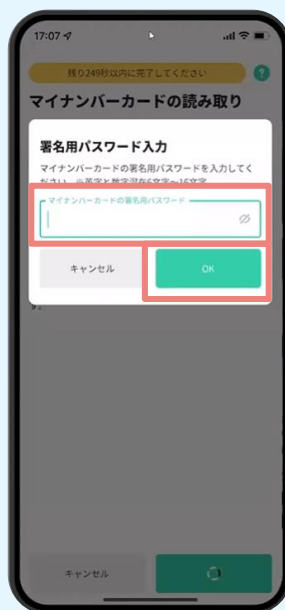 17:07
残り249秒以内に完了してください
?
マイナンバーカードの読み取り
署名用パスワード入力
マイナンバーカードの署名用パスワードを入力してく
ださい。※英字と数字混在6文字～16文字
マイナンバーカードの署名用パスワード
キャンセル
OK
す。
キャンセル